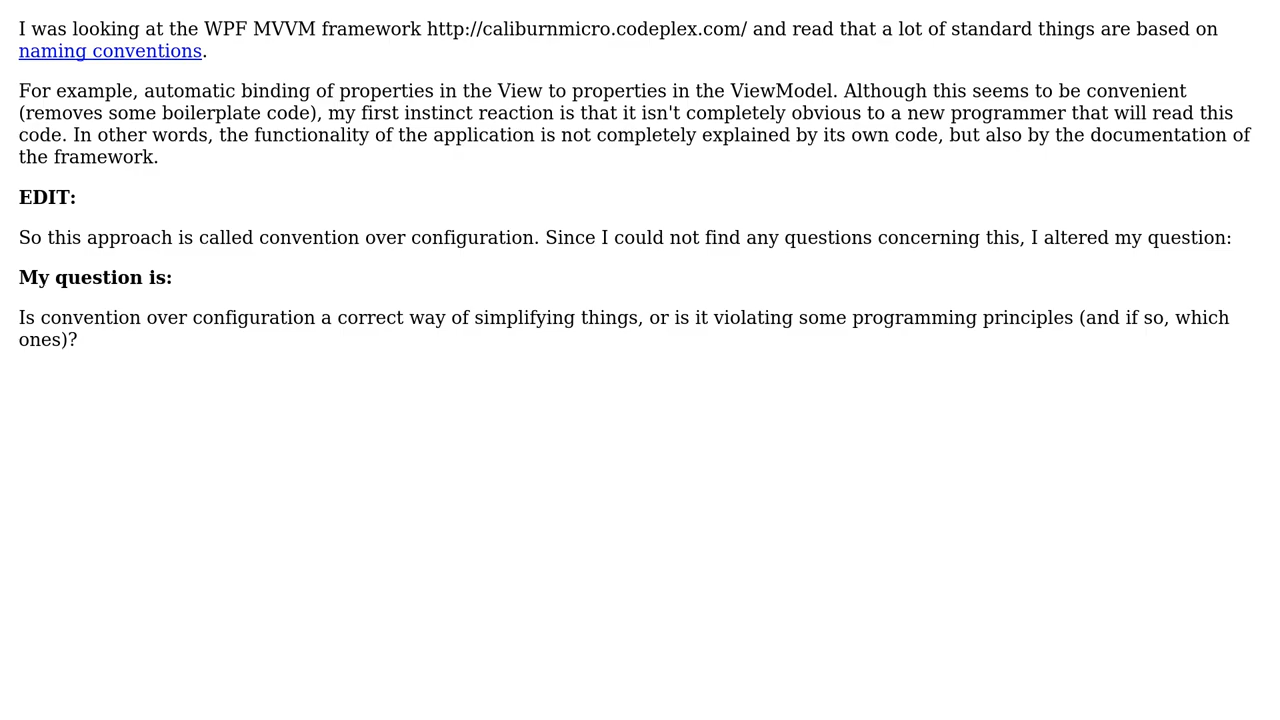 I was looking at the WPF MVVM framework http://caliburnmicro.codeplex.com/ and read that a lot of standard things are based on
naming conventions.
For example, automatic binding of properties in the View to properties in the ViewModel. Although this seems to be convenient
(removes some boilerplate code), my first instinct reaction is that it isn't completely obvious to a new programmer that will read this
code. In other words, the functionality of the application is not completely explained by its own code, but also by the documentation of
the framework.
EDIT:
So this approach is called convention over configuration. Since I could not find any questions concerning this, I altered my question:
My question is:
Is convention over configuration a correct way of simplifying things, or is it violating some programming principles (and if so, which
ones)?